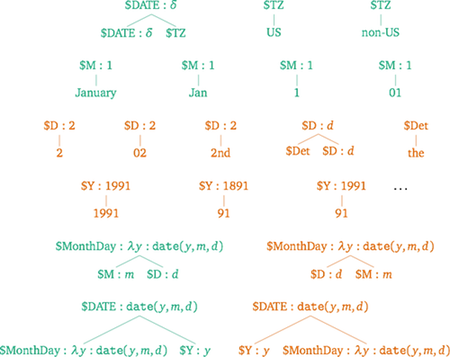 $DATE : δ $TZ $TZ
$DATE : δ $TZ US non-US
$M : 1 $M : 1 $M : 1 $M : 1
January Jan 1 01
$D : 2 $D : 2 $D : 2 $D : d $Det
2 02 2nd $Det $D : d the
$Y : 1991 $Y : 1891 $Y : 1991 ...
1991 91 91
$MonthDay : λy : date(y, m, d) $MonthDay : λy : date(y, m, d)
$M : m $D : d $D : d $M : m
$DATE : date(y, m, d) $DATE : date(y, m, d)
$MonthDay : λy : date(y, m, d) $Y : y $Y : y $MonthDay : λy : date(y, m, d)